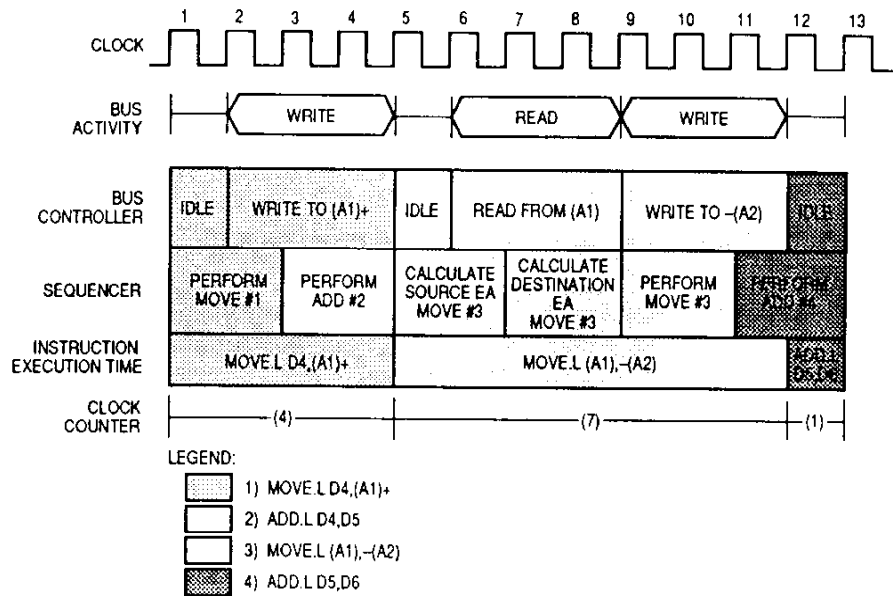 1 2 3 4 5 6 7 8 9 10 11 12 13
CLOCK
BUS
ACTIVITY
WRITE
READ
WRITE
BUS
CONTROLLER
IDLE
WRITE TO (A1)+
IDLE
READ FROM (A1)
WRITE TO –(A2)
IDLE
SEQUENCER
PERFORM
MOVE #1
PERFORM
ADD #2
CALCULATE
SOURCE EA
MOVE #3
CALCULATE
DESTINATION
EA
MOVE #3
PERFORM
MOVE #3
PERFORM
ADD #4
INSTRUCTION
EXECUTION TIME
MOVE.L D4,(A1)+
MOVE.L (A1),–(A2)
ADD.L
CLOCK
COUNTER
(4)
(7)
(1)
LEGEND:
1) MOVE.L D4,(A1)+
2) ADD.L D4,D5
3) MOVE.L (A1),–(A2)
4) ADD.L D5,D6